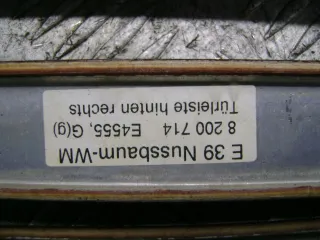 E 39 Nussbaum-WM
8 200 714 E4555, G(g)
Türleiste hinten rechts